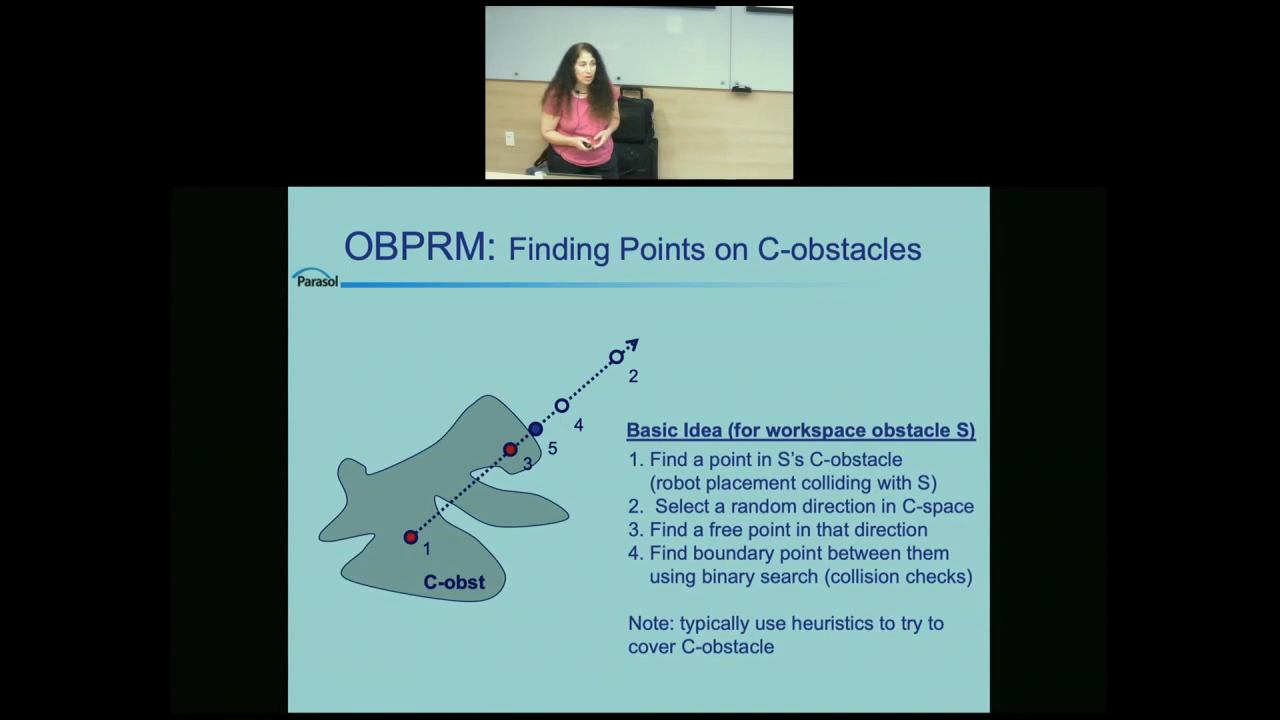 OBPRM: Finding Points on C-obstacles
Parasol
2
4
5
3
1
C-obst
Basic Idea (for workspace obstacle S)
1. Find a point in S's C-obstacle
(robot placement colliding with S)
2. Select a random direction in C-space
3. Find a free point in that direction
4. Find boundary point between them
using binary search (collision checks)
Note: typically use heuristics to try to
cover C-obstacle